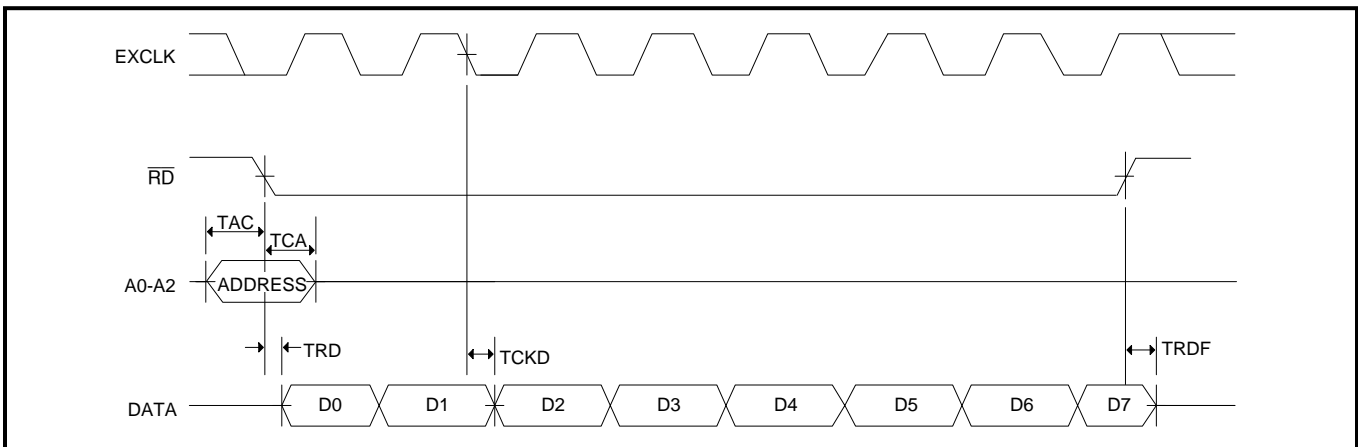 EXCLK
RD
TAC
TCA
A0-A2
ADDRESS
TRD
TCKD
TRDF
DATA
D0
D1
D2
D3
D4
D5
D6
D7